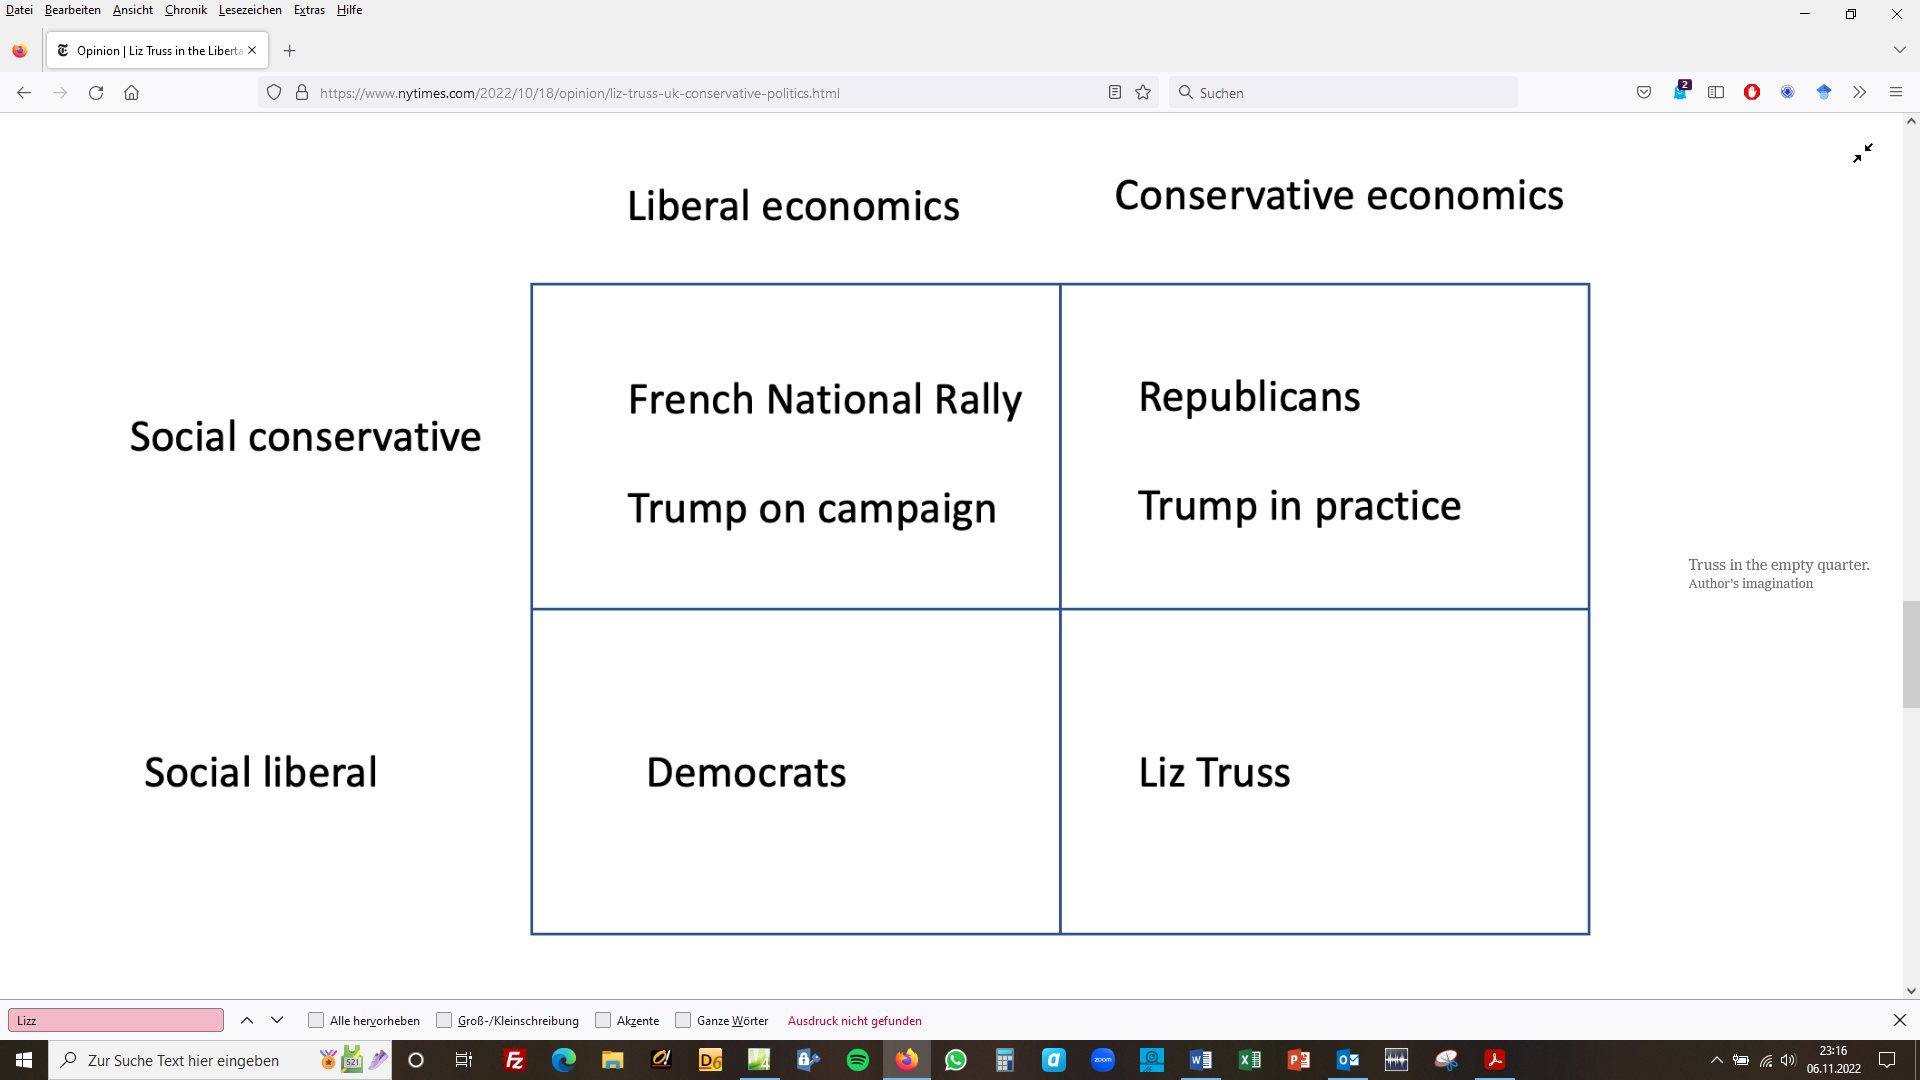 Datei Bearbeiten Ansicht Chronik Lesezeichen Extras Hilfe
Opinion | Liz Truss in the Liberta
https://www.nytimes.com/2022/10/18/opinion/liz-truss-uk-conservative-politics.html
Suchen
2
Liberal economics
Conservative economics
French National Rally
Republicans
Social conservative
Trump on campaign
Trump in practice
Truss in the empty quarter.
Author's imagination
Social liberal
Democrats
Liz Truss
Lizz
Alle hervorheben
Groß-/Kleinschreibung
Akzente
Ganze Wörter
Ausdruck nicht gefunden
Zur Suche Text hier eingeben
521
zoom
23:16
06.11.2022